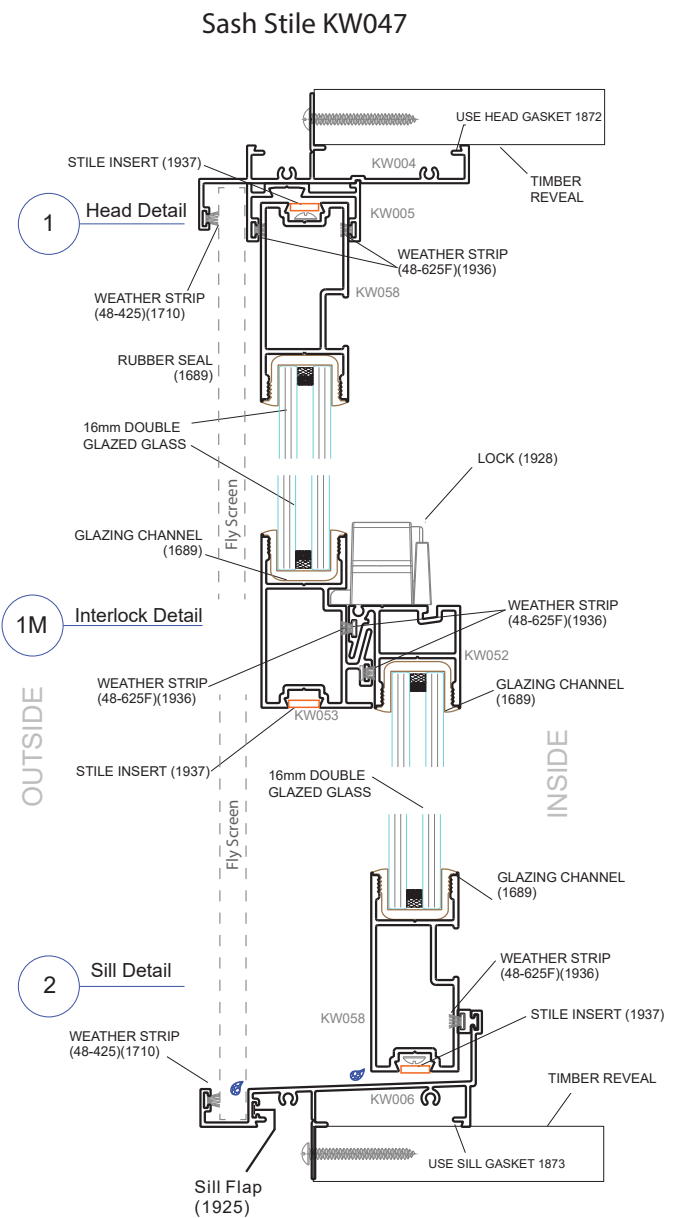 Sash Stile KW047
USE HEAD GASKET 1872
STILE INSERT (1937)
KW004
TIMBER
REVEAL
1
Head Detail
KW005
WEATHER STRIP
(48-625F)(1936)
WEATHER STRIP
(48-425)(1710)
KW058
RUBBER SEAL
(1689)
16mm DOUBLE
GLAZED GLASS
LOCK (1928)
Fly Screen
GLAZING CHANNEL
(1689)
1M
Interlock Detail
WEATHER STRIP
(48-625F)(1936)
KW052
WEATHER STRIP
(48-625F)(1936)
GLAZING CHANNEL
(1689)
KW053
OUTSIDE
INSIDE
STILE INSERT (1937)
16mm DOUBLE
GLAZED GLASS
Fly Screen
GLAZING CHANNEL
(1689)
2
Sill Detail
WEATHER STRIP
(48-625F)(1936)
KW058
STILE INSERT (1937)
WEATHER STRIP
(48-425)(1710)
TIMBER REVEAL
KW006
USE SILL GASKET 1873
Sill Flap
(1925)